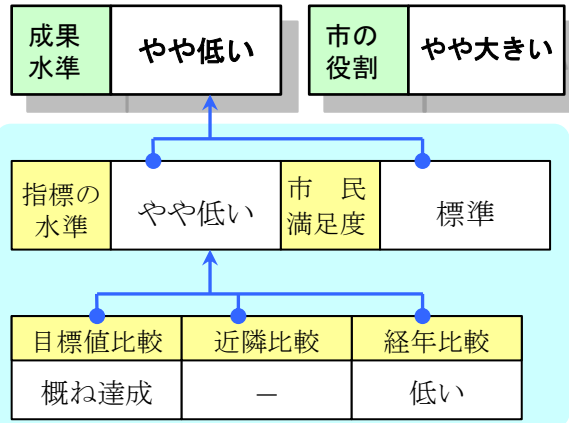 成果
水準
やや低い
市の
役割
やや大きい
指標の
水準
やや低い
市　民
満足度
標準
目標値比較
近隣比較
経年比較
概ね達成
－
低い